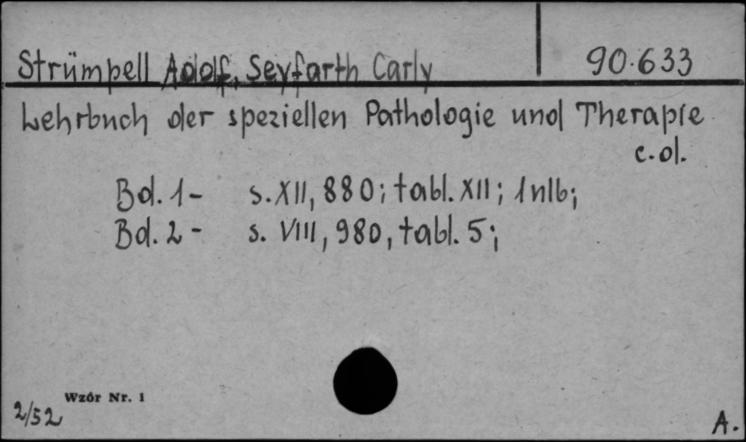 Strümpell Adolf, Seyfarth Carly
90.633
Lehrbuch der speziellen Pathologie und Therapie
c.d.
Bd. 1 - s. XII, 880; tabl. XII; 1 nlb;
Bd. 2 - s. VIII, 980, tabl. 5;
Wzór Nr. 1
2/52
A.